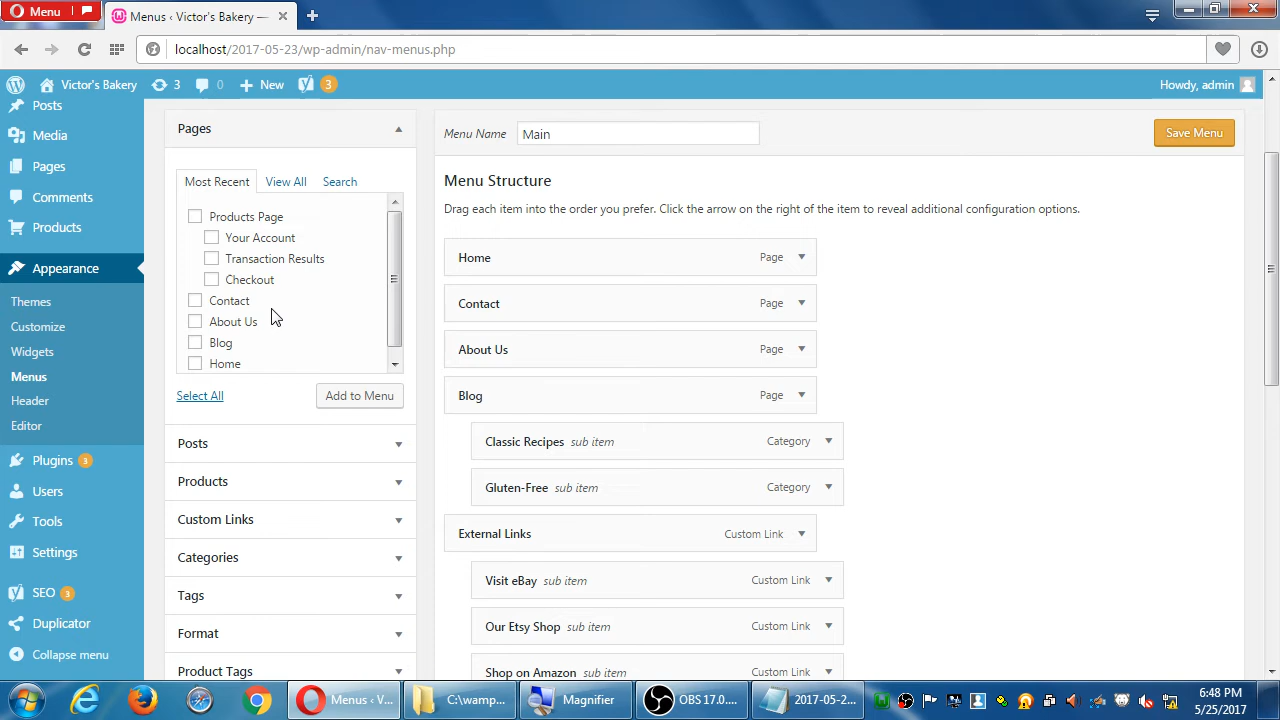 Menu
Menus ‹ Victor's Bakery —
localhost/2017-05-23/wp-admin/nav-menus.php
Victor's Bakery
3
0
New
3
Howdy, admin
Posts
Media
Pages
Comments
Products
Appearance
Themes
Customize
Widgets
Menus
Header
Editor
Plugins 3
Users
Tools
Settings
SEO 3
Duplicator
Collapse menu
Pages
Most Recent
View All
Search
Products Page
Your Account
Transaction Results
Checkout
Contact
About Us
Blog
Home
Select All
Add to Menu
Posts
Products
Custom Links
Categories
Tags
Format
Product Tags
Menu Name
Main
Save Menu
Menu Structure
Drag each item into the order you prefer. Click the arrow on the right of the item to reveal additional configuration options.
Home Page
Contact Page
About Us Page
Blog Page
Classic Recipes sub item Category
Gluten-Free sub item Category
External Links Custom Link
Visit eBay sub item Custom Link
Our Etsy Shop sub item Custom Link
Shop on Amazon sub item Custom Link
Menus ‹ V...
C:\wamp...
Magnifier
OBS 17.0....
2017-05-2...
6:48 PM
5/25/2017